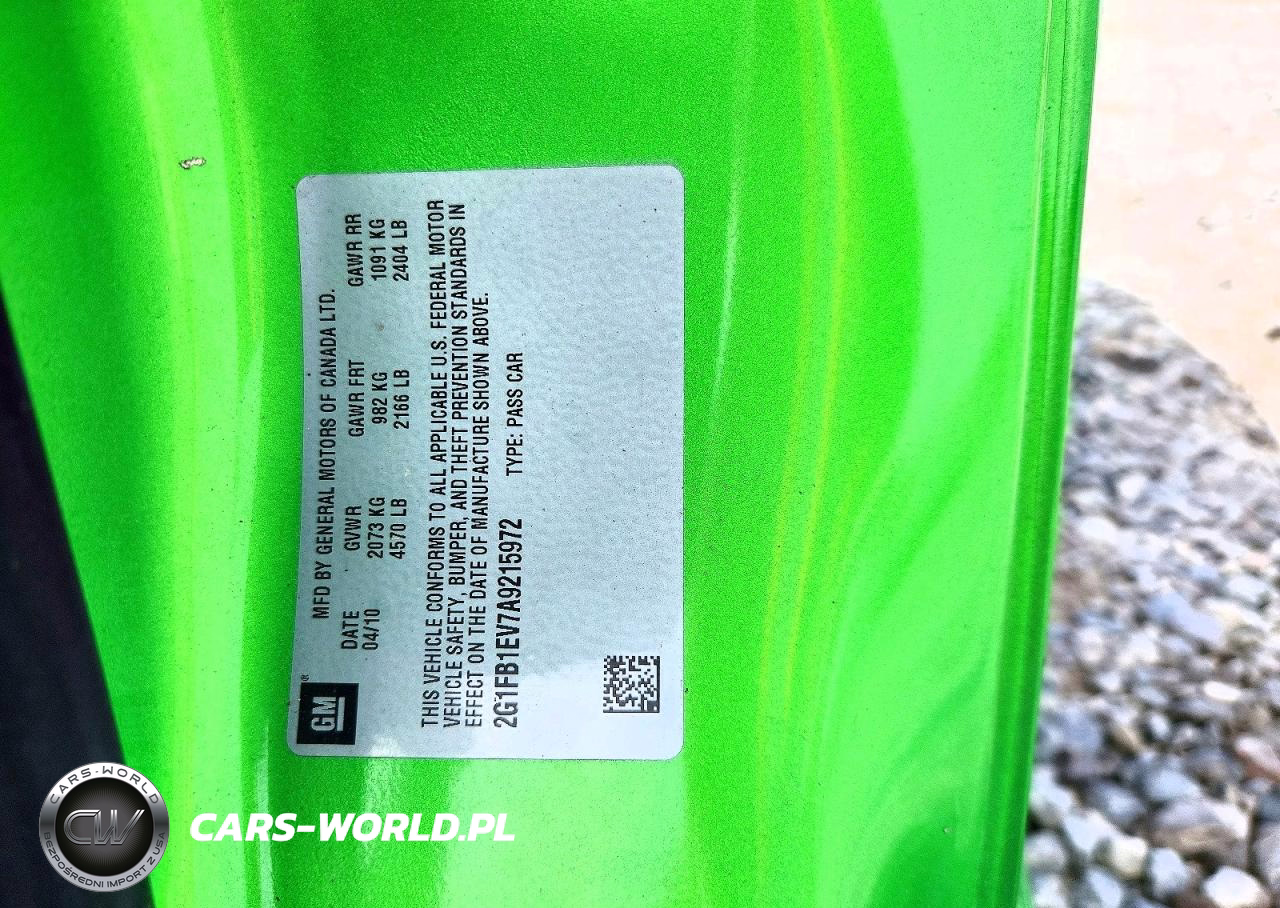 MFD BY GENERAL MOTORS OF CANADA LTD.
DATE GVWR GAWR FRT GAWR RR
04/10 2073 KG 982 KG 1091 KG
4570 LB 2166 LB 2404 LB
GM®
THIS VEHICLE CONFORMS TO ALL APPLICABLE U.S. FEDERAL MOTOR
VEHICLE SAFETY, BUMPER, AND THEFT PREVENTION STANDARDS IN
EFFECT ON THE DATE OF MANUFACTURE SHOWN ABOVE.
2G1FB1EV7A9215972 TYPE: PASS CAR
CARS-WORLD
CW
BEZPOŚREDNI IMPORT Z USA
CARS-WORLD.PL